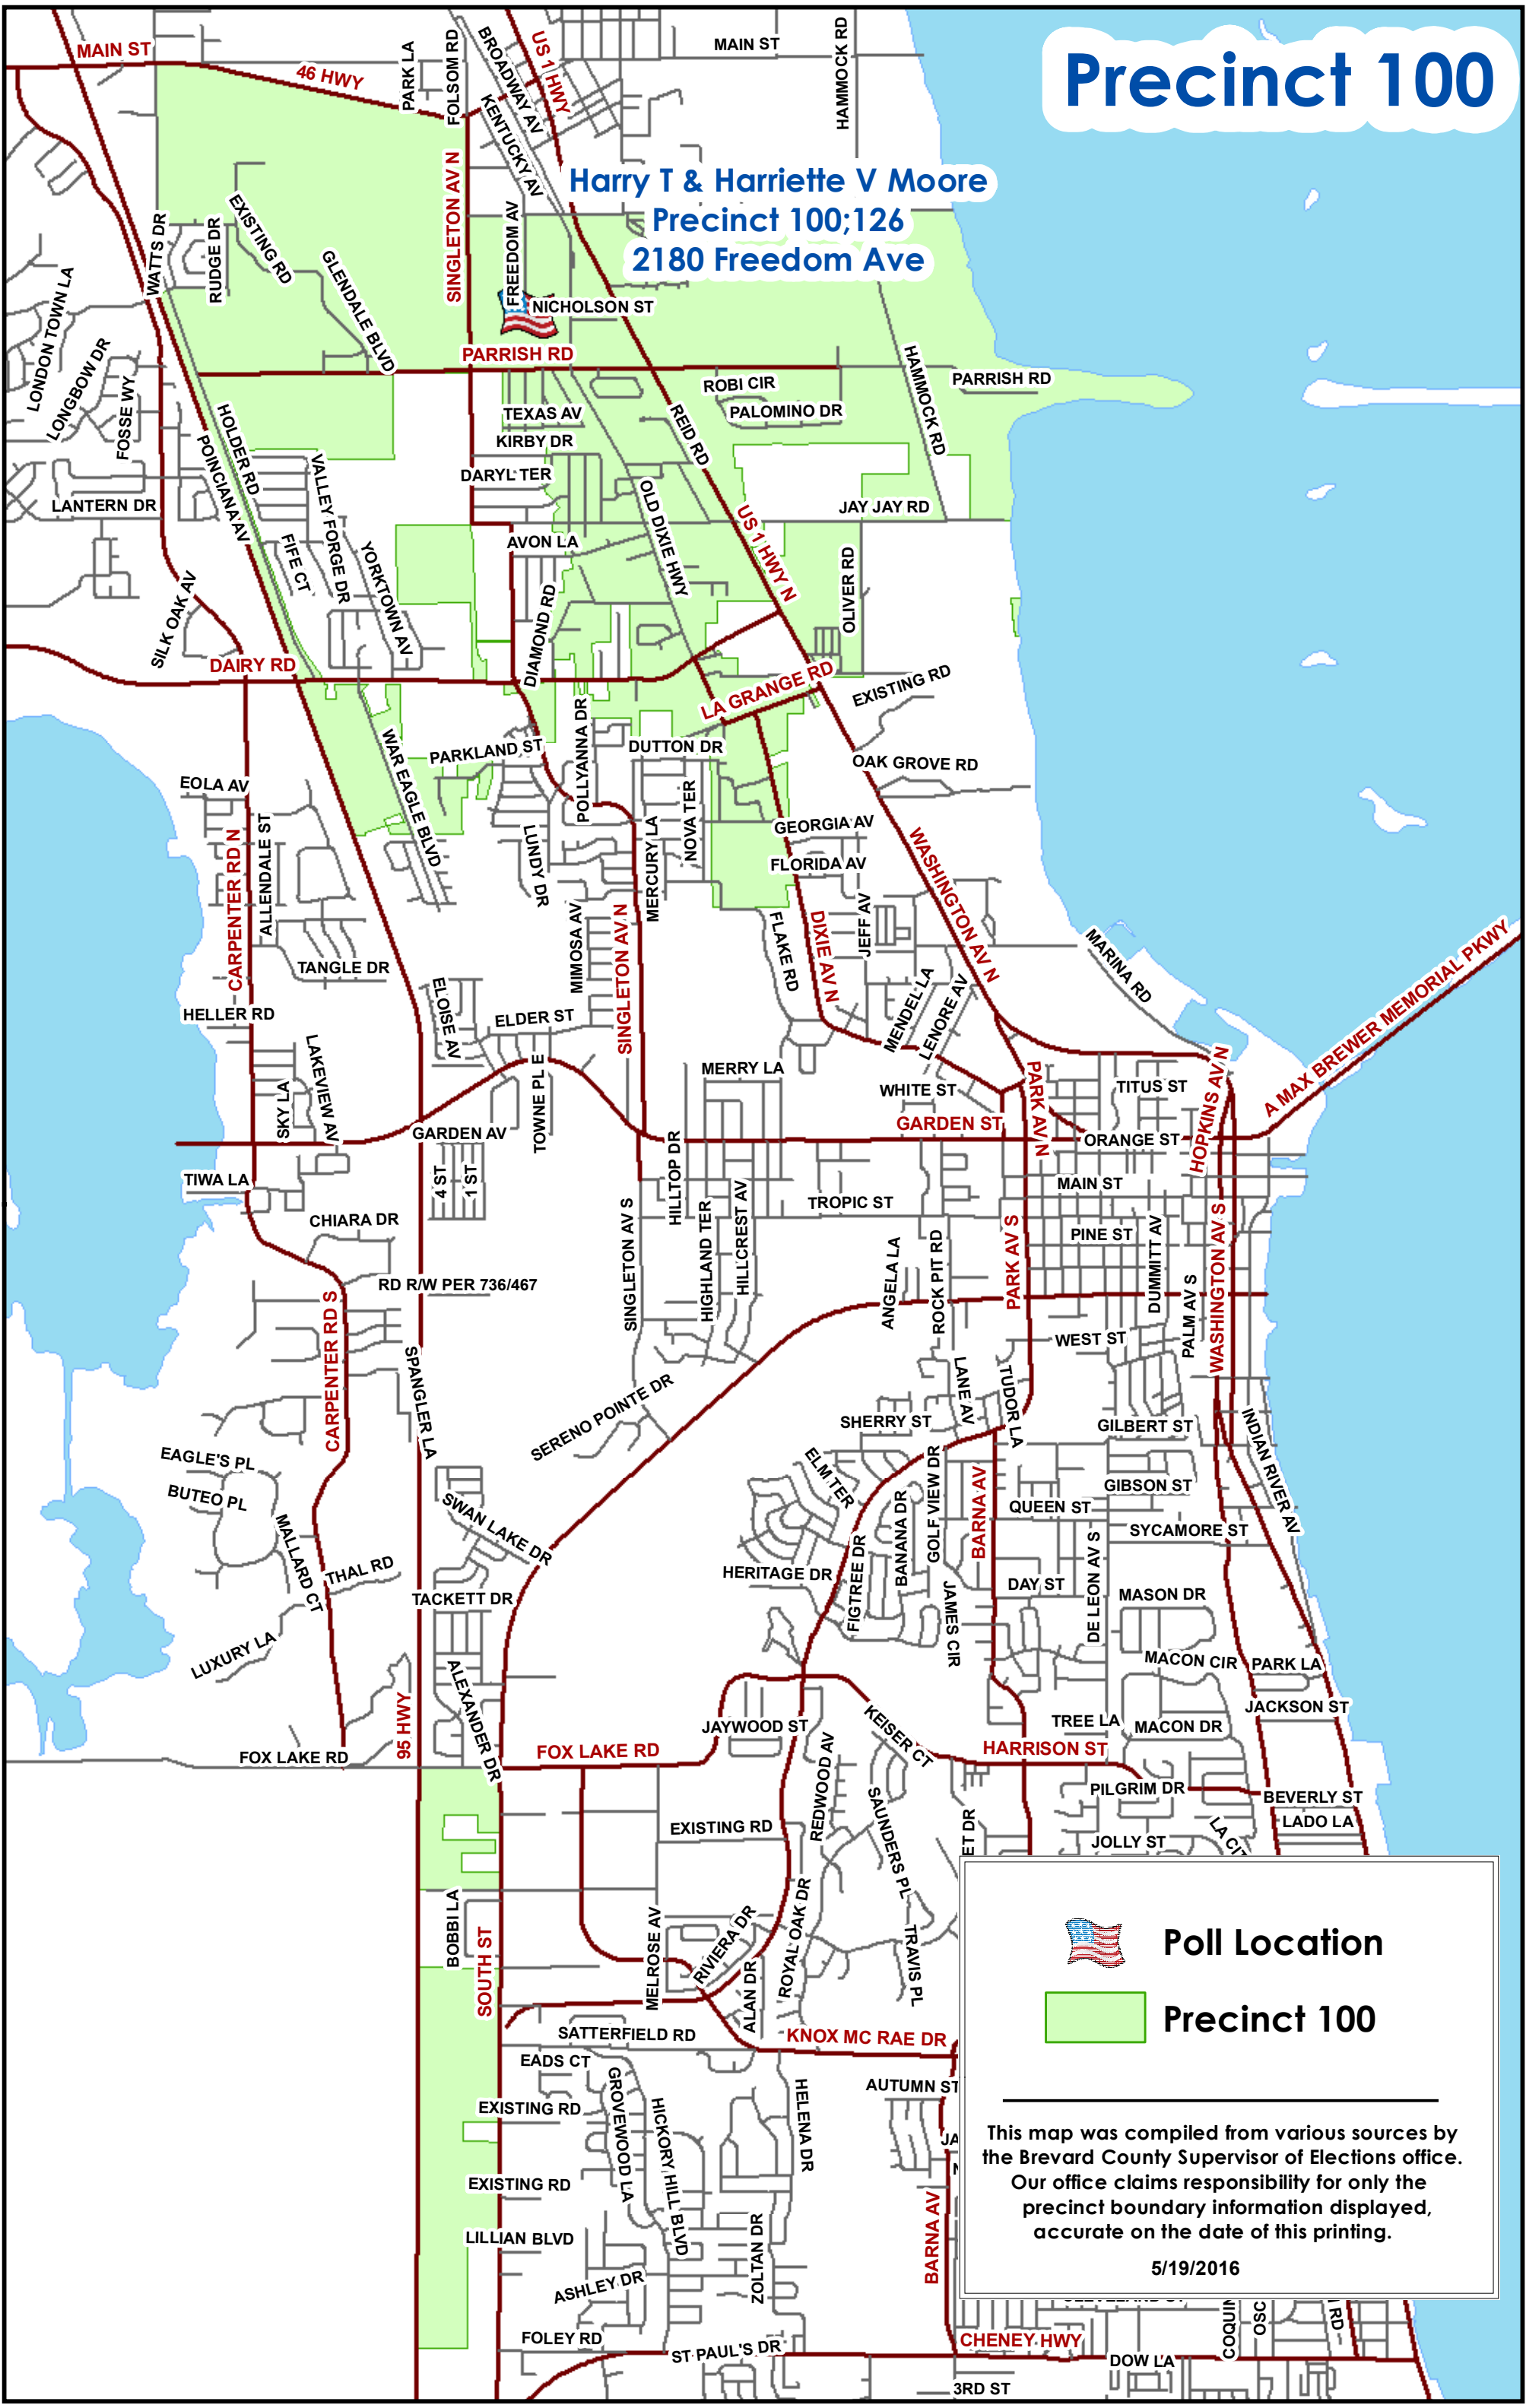 Precinct 100
MAIN ST
46 HWY
PARK LA
FOLSOM RD
BROADWAY AV
US 1 HWY
MAIN ST
HAMMOCK RD
KENTUCKY AV
SINGLETON AV N
Harry T & Harriette V Moore
Precinct 100;126
2180 Freedom Ave
FREEDOM AV
NICHOLSON ST
WATTS DR
RUDGE DR
EXISTING RD
GLENDALE BLVD
PARRISH RD
LONDON TOWN LA
LONGBOW DR
FOSSE WY
HOLDER RD
POINCIANA AV
TEXAS AV
KIRBY DR
DARYL TER
REID RD
ROBI CIR
PALOMINO DR
HAMMOCK RD
PARRISH RD
LANTERN DR
VALLEY FORGE DR
FIFE CT
YORKTOWN AV
AVON LA
OLD DIXIE HWY
US 1 HWY N
JAY JAY RD
OLIVER RD
SILK OAK AV
DIAMOND RD
DAIRY RD
LA GRANGE RD
EXISTING RD
PARKLAND ST
POLLYANNA DR
DUTTON DR
OAK GROVE RD
WAR EAGLE BLVD
EOLA AV
CARPENTER RD N
ALLENDALE ST
LUNDY DR
MERCURY LA
NOVA TER
GEORGIA AV
FLORIDA AV
WASHINGTON AV N
TANGLE DR
MIMOSA AV
SINGLETON AV N
FLAKE RD
DIXIE AV N
JEFF AV
MARINA RD
A MAX BREWER MEMORIAL PKWY
HELLER RD
ELOISE AV
ELDER ST
MENDEL LA
LENORE AV
SKY LA
LAKEVIEW AV
TOWNE PL E
MERRY LA
WHITE ST
PARK AV N
TITUS ST
HOPKINS AV N
GARDEN AV
GARDEN ST
ORANGE ST
TIWA LA
4 ST
1 ST
HILLTOP DR
MAIN ST
CHIARA DR
SINGLETON AV S
HIGHLAND TER
HILLCREST AV
TROPIC ST
ANGELA LA
ROCK PIT RD
PARK AV S
PINE ST
DUMMITT AV
PALM AV S
WASHINGTON AV S
RD R/W PER 736/467
CARPENTER RD S
SPANGLER LA
WEST ST
SERENO POINTE DR
LANE AV
TUDOR LA
SHERRY ST
GILBERT ST
INDIAN RIVER AV
EAGLE'S PL
BUTEO PL
ELM TER
GOLF VIEW DR
BARNA AV
GIBSON ST
MALLARD CT
SWAN LAKE DR
BANANA DR
QUEEN ST
SYCAMORE ST
THAL RD
HERITAGE DR
FIGTREE DR
DAY ST
DE LEON AV S
MASON DR
TACKETT DR
JAMES CIR
LUXURY LA
MACON CIR
PARK LA
ALEXANDER DR
95 HWY
JAYWOOD ST
KEISER CT
TREE LA
MACON DR
JACKSON ST
FOX LAKE RD
FOX LAKE RD
HARRISON ST
REDWOOD AV
SAUNDERS PL
PILGRIM DR
BEVERLY ST
LADO LA
EXISTING RD
ET DR
JOLLY ST
LA CIT
BOBBI LA
SOUTH ST
MELROSE AV
RIVIERA DR
ROYAL OAK DR
TRAVIS PL
ALAN DR
SATTERFIELD RD
KNOX MC RAE DR
EADS CT
GROVEWOOD LA
HICKORY HILL BLVD
HELENA DR
AUTUMN ST
EXISTING RD
JA
EXISTING RD
LILLIAN BLVD
ASHLEY DR
ZOLTAN DR
BARNA AV
FOLEY RD
ST PAUL'S DR
CHENEY HWY
COQUIN
OSC
RD
DOW LA
3RD ST
Poll Location
Precinct 100
This map was compiled from various sources by
the Brevard County Supervisor of Elections office.
Our office claims responsibility for only the
precinct boundary information displayed,
accurate on the date of this printing.
5/19/2016